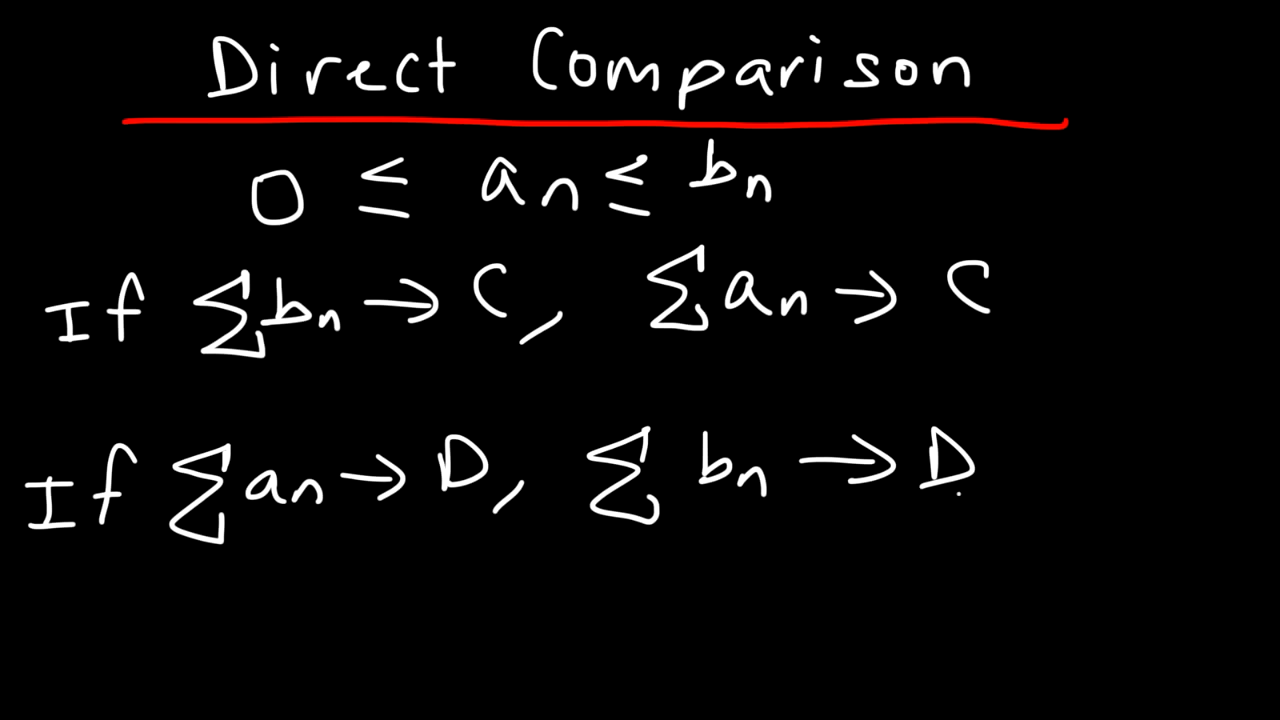 Direct Comparison
0 ≤ an ≤ bn
If ∑bn → C, ∑an → C
If ∑an → D, ∑bn → D